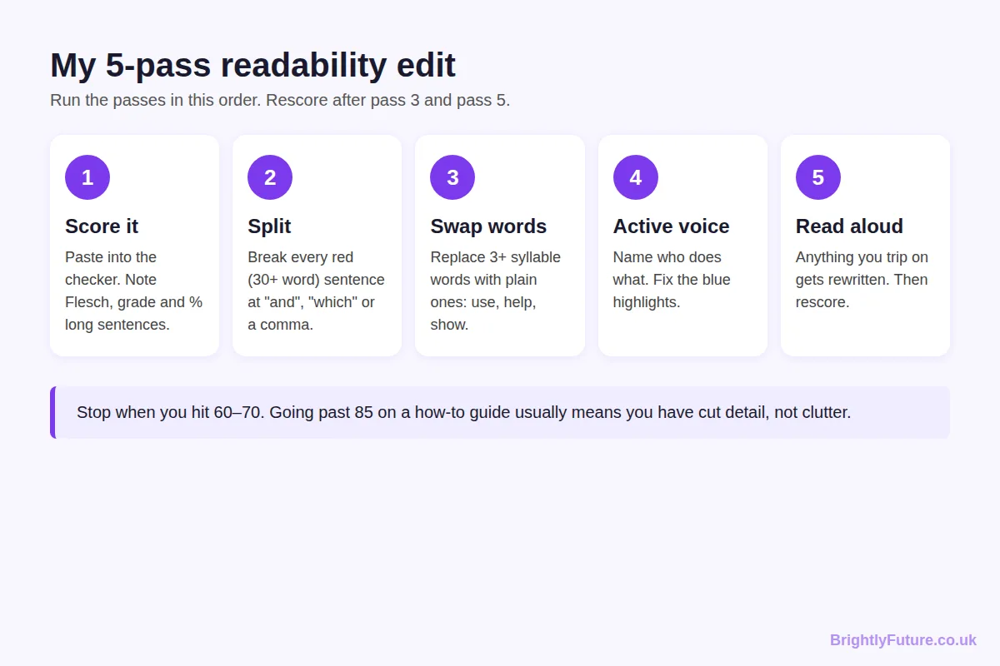 My 5-pass readability edit
Run the passes in this order. Rescore after pass 3 and pass 5.
1
Score it
Paste into the
checker. Note
Flesch, grade and %
long sentences.
2
Split
Break every red
(30+ word) sentence
at "and", "which" or
a comma.
3
Swap words
Replace 3+ syllable
words with plain
ones: use, help,
show.
4
Active voice
Name who does
what. Fix the blue
highlights.
5
Read aloud
Anything you trip on
gets rewritten. Then
rescore.
Stop when you hit 60–70. Going past 85 on a how-to guide usually means you have cut detail, not clutter.
BrightlyFuture.co.uk